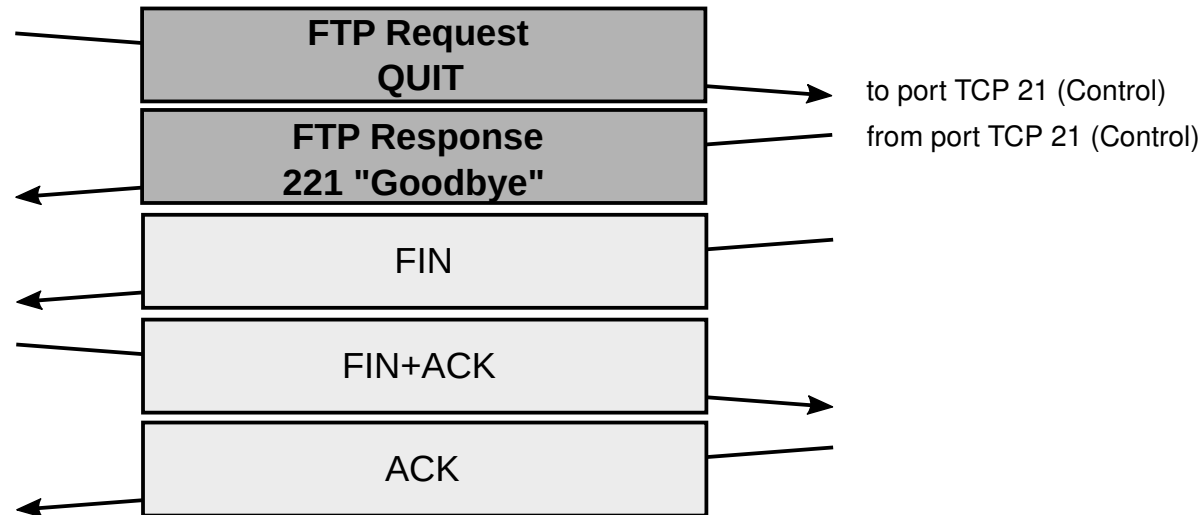 FTP Request
QUIT
to port TCP 21 (Control)
FTP Response
from port TCP 21 (Control)
221 "Goodbye"
FIN
FIN+ACK
ACK